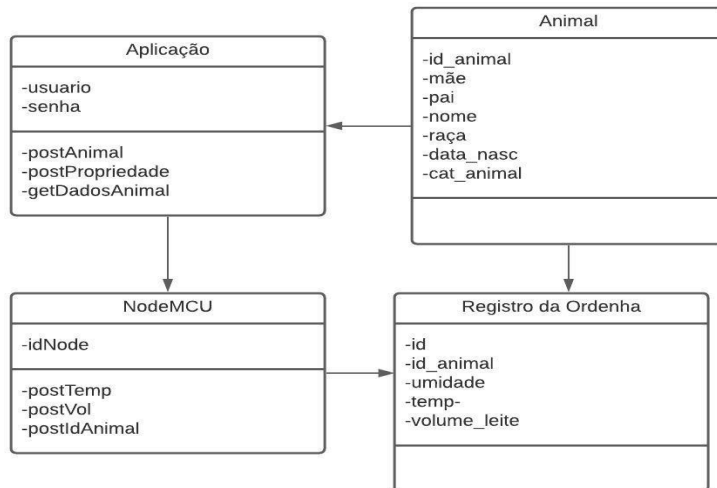 Aplicação
-usuario
-senha
-postAnimal
-postPropriedade
-getDadosAnimal
Animal
-id_animal
-mãe
-pai
-nome
-raça
-data_nasc
-cat_animal
NodeMCU
-idNode
-postTemp
-postVol
-postIdAnimal
Registro da Ordenha
-id
-id_animal
-umidade
-temp-
-volume_leite